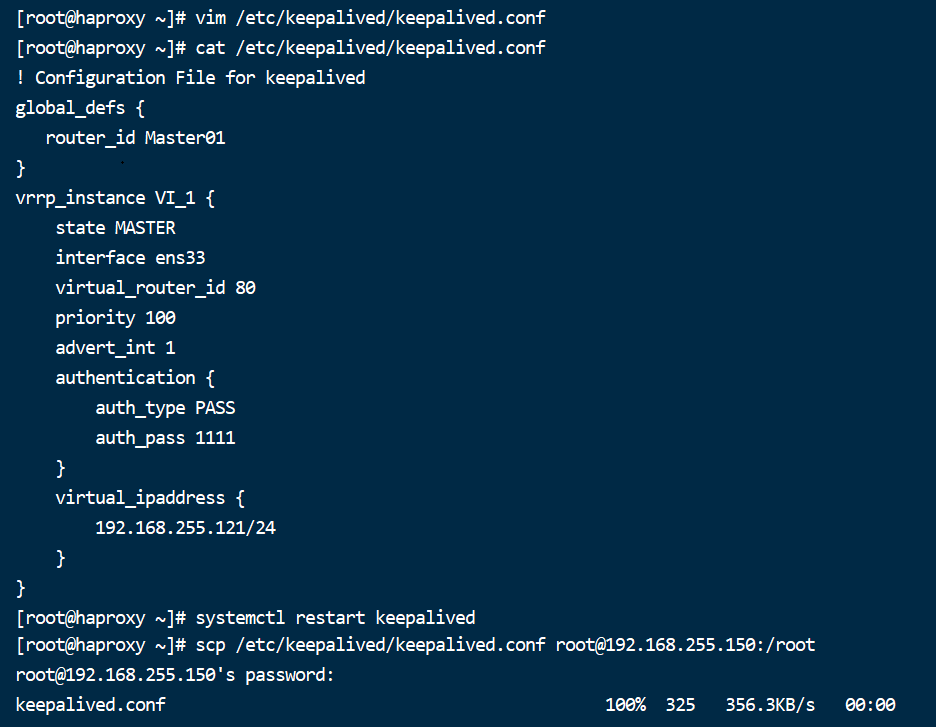 [root@haproxy ~]# vim /etc/keepalived/keepalived.conf
[root@haproxy ~]# cat /etc/keepalived/keepalived.conf
! Configuration File for keepalived
global_defs {
   router_id Master01
}
vrrp_instance VI_1 {
    state MASTER
    interface ens33
    virtual_router_id 80
    priority 100
    advert_int 1
    authentication {
        auth_type PASS
        auth_pass 1111
    }
    virtual_ipaddress {
        192.168.255.121/24
    }
}
[root@haproxy ~]# systemctl restart keepalived
[root@haproxy ~]# scp /etc/keepalived/keepalived.conf root@192.168.255.150:/root
root@192.168.255.150's password:
keepalived.conf                                            100%  325   356.3KB/s   00:00